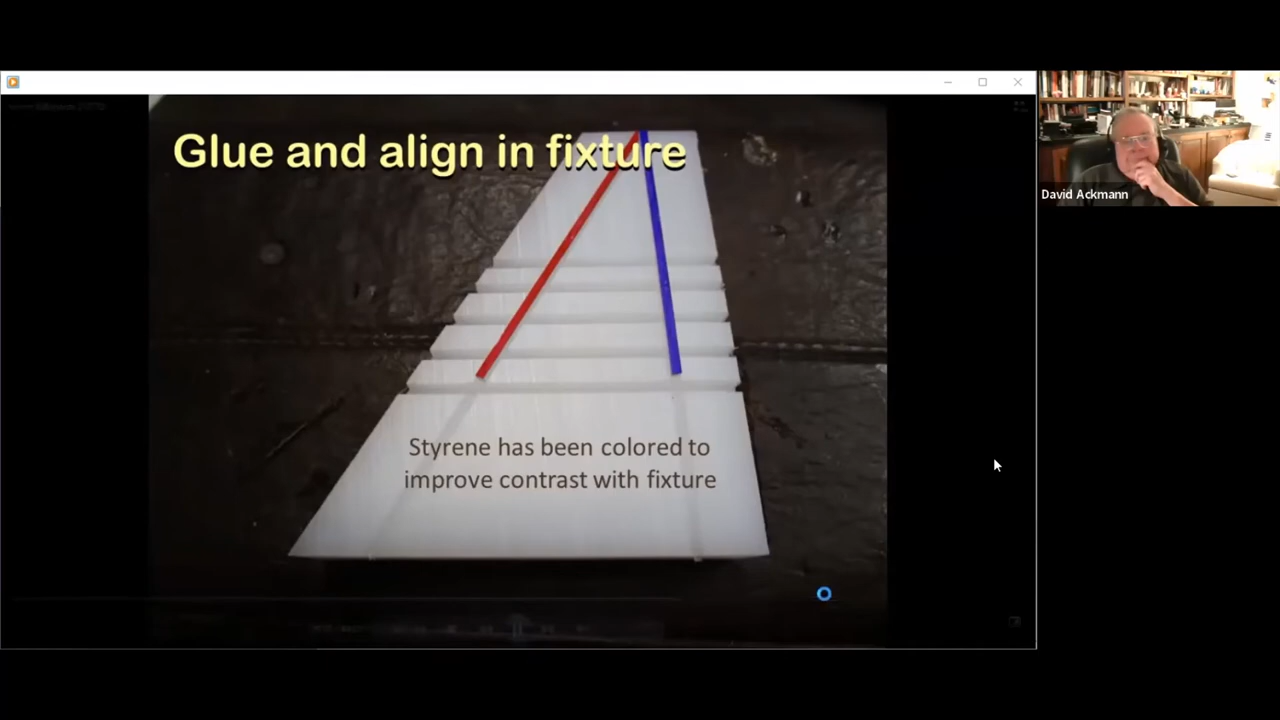 Glue and align in fixture
David Ackmann
Styrene has been colored to
improve contrast with fixture